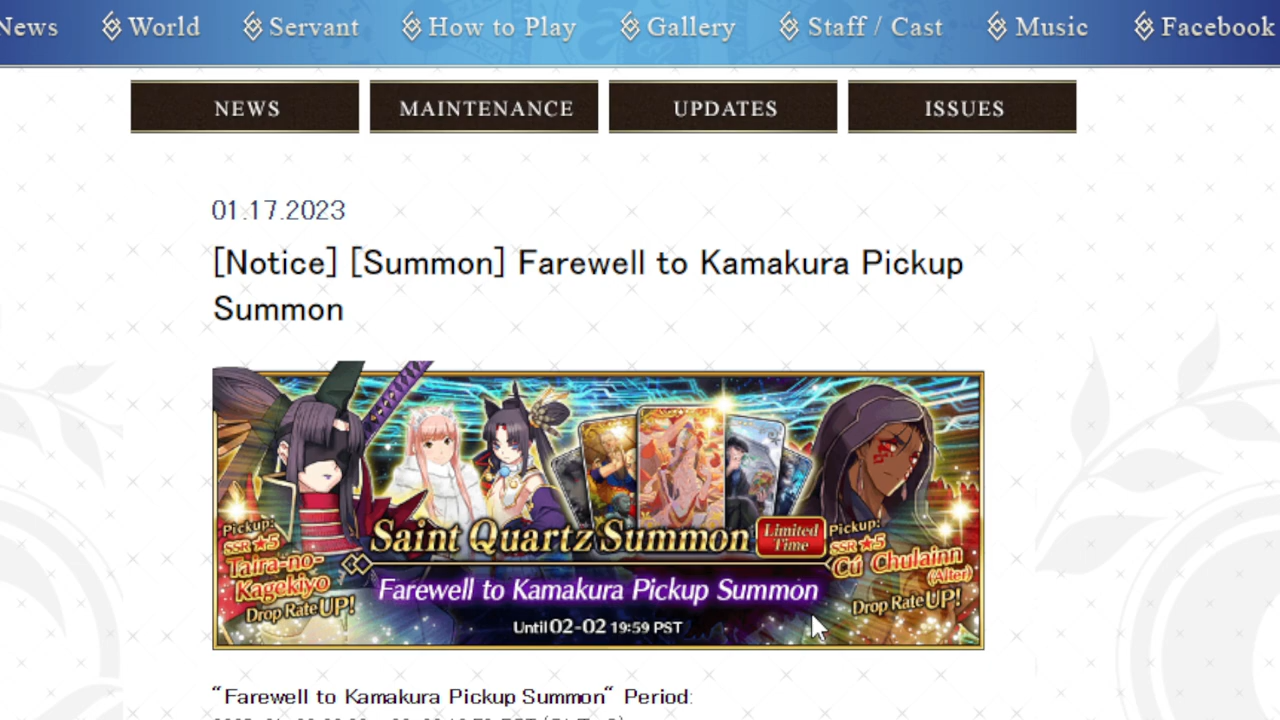 News World Servant How to Play Gallery Staff / Cast Music Facebook
NEWS MAINTENANCE UPDATES ISSUES
01.17.2023
[Notice] [Summon] Farewell to Kamakura Pickup
Summon
Pickup:
SSR ★5
Taira-no-
Kagekiyo
Drop Rate UP!
Saint Quartz Summon
Limited
Time
Farewell to Kamakura Pickup Summon
Until 02-02 19:59 PST
Pickup:
SSR ★5
Cú Chulainn
(Alter)
Drop Rate UP!
“Farewell to Kamakura Pickup Summon“ Period: